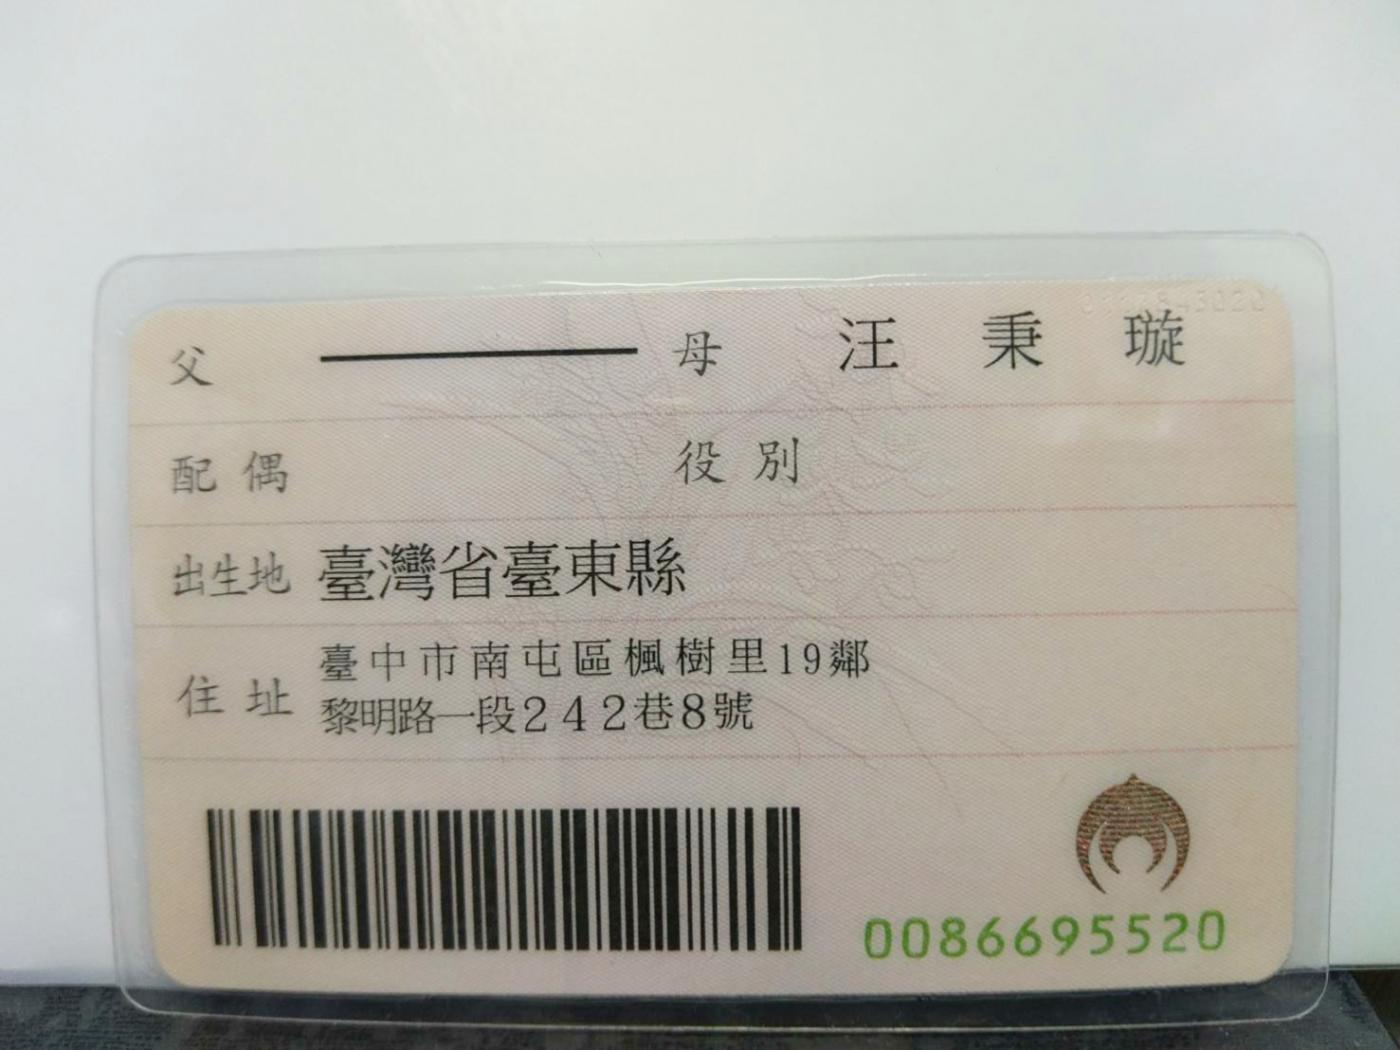 父 母 汪秉璇
配偶 役別
出生地 臺灣省臺東縣
住址 臺中市南屯區楓樹里19鄰
黎明路一段242巷8號
0086695520